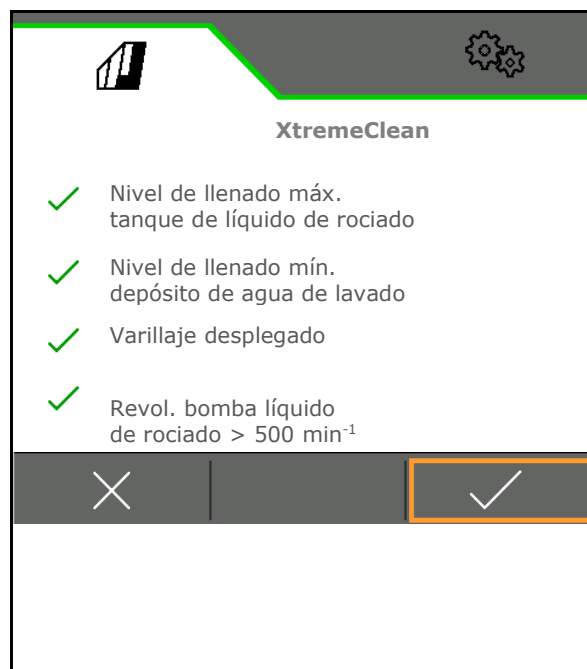 XtremeClean
Nivel de llenado máx.
tanque de líquido de rociado
Nivel de llenado mín.
depósito de agua de lavado
Varillaje desplegado
Revol. bomba líquido
de rociado > 500 min⁻¹